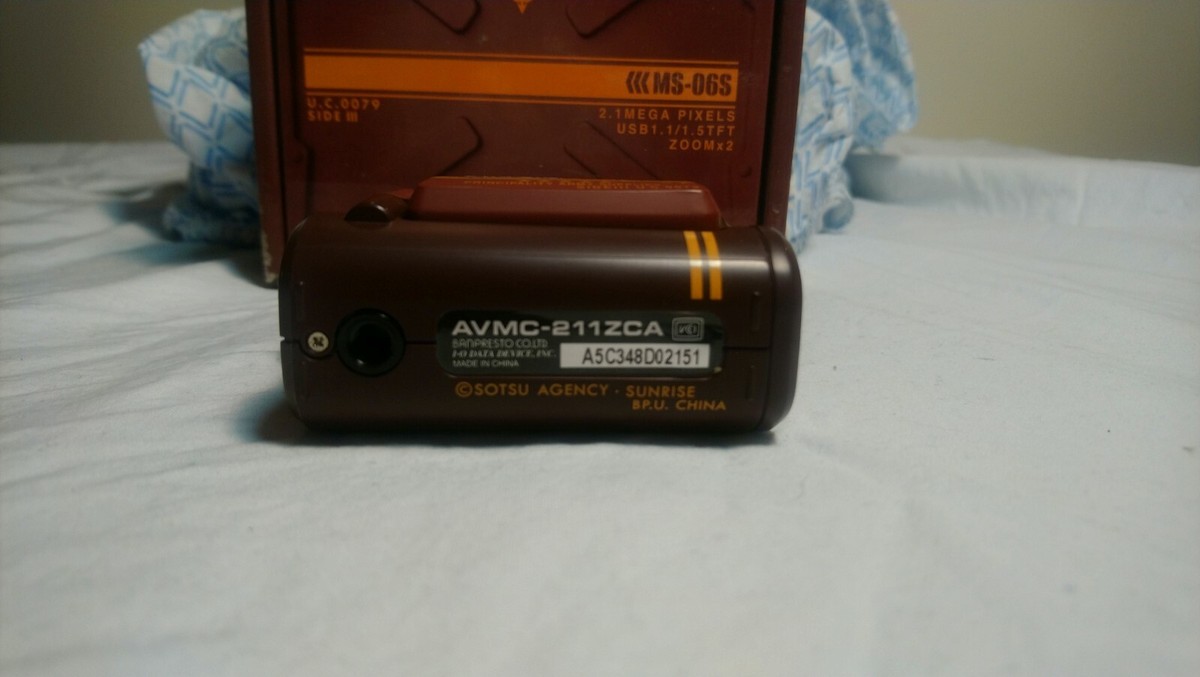 MS-06S
U.C.0079
SIDE III
2.1MEGA PIXELS
USB1.1/1.5TFT
ZOOMx2
AVMC-211ZCA
BANPRESTO CO.,LTD
I-O DATA DEVICE, INC.
MADE IN CHINA
A5C348D02151
©SOTSU AGENCY · SUNRISE
BP.U. CHINA